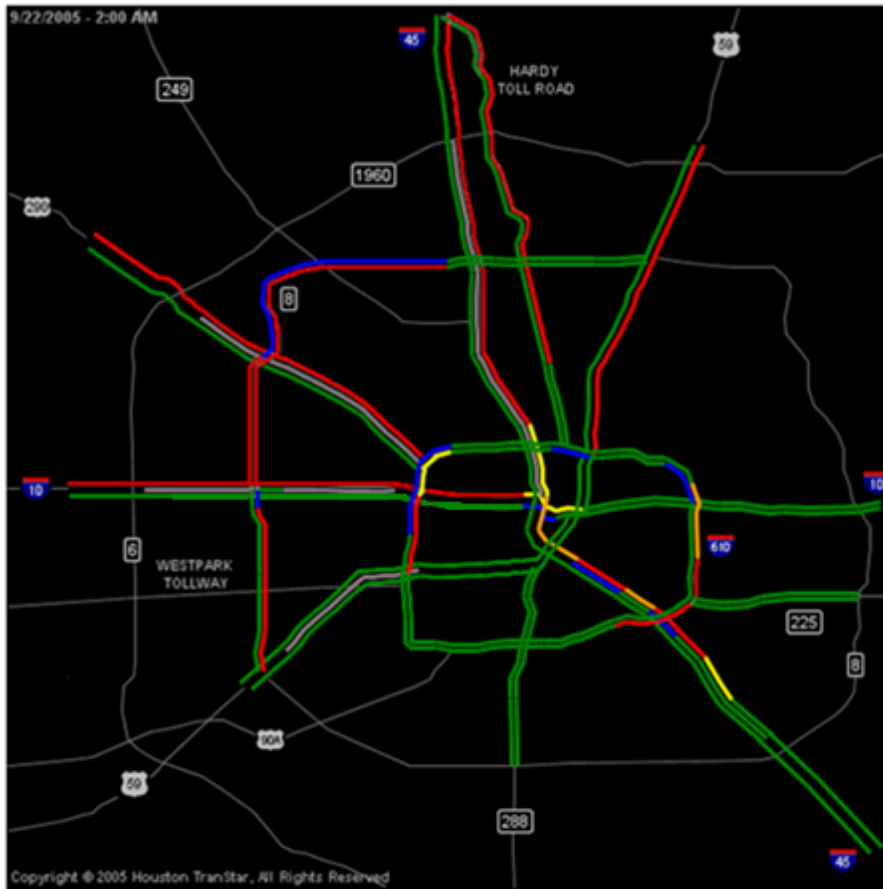 9/22/2005 - 2:00 AM
45
59
HARDY
TOLL ROAD
249
1960
290
8
10
10
6
WESTPARK
TOLLWAY
610
225
8
90A
59
288
45
Copyright © 2005 Houston TranStar, All Rights Reserved